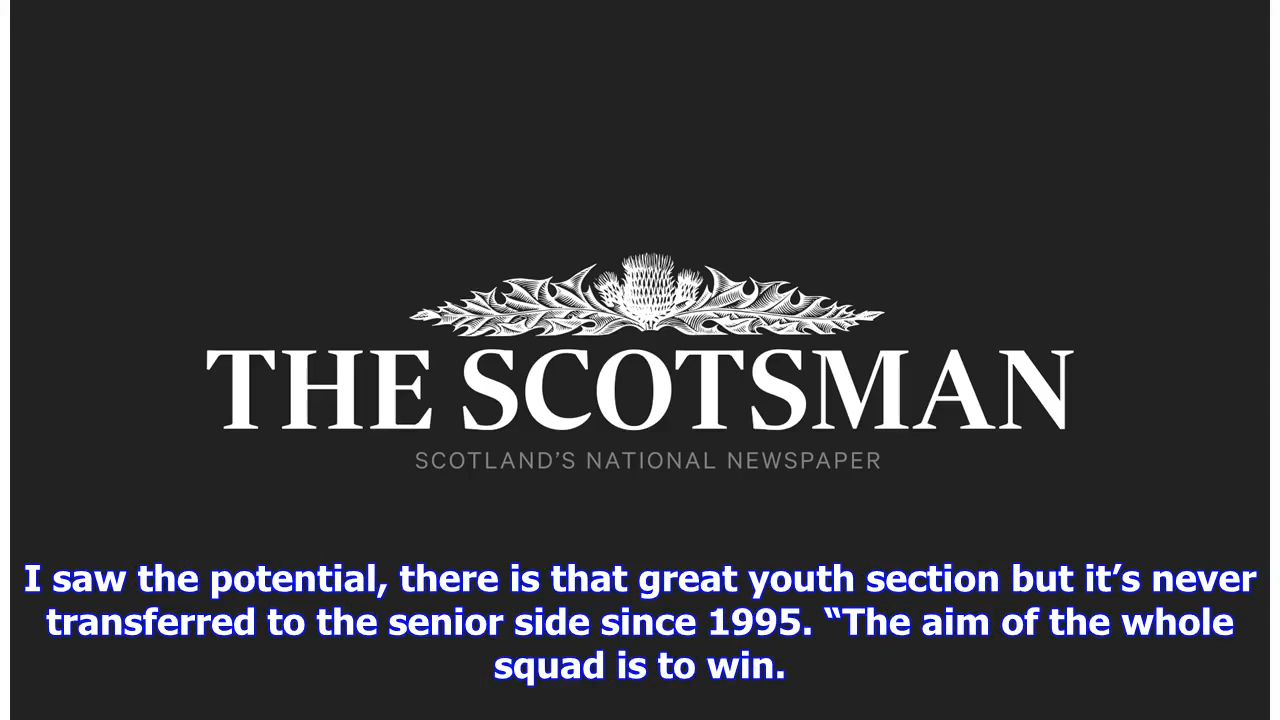 THE SCOTSMAN
SCOTLAND’S NATIONAL NEWSPAPER
I saw the potential, there is that great youth section but it’s never
transferred to the senior side since 1995. “The aim of the whole
squad is to win.